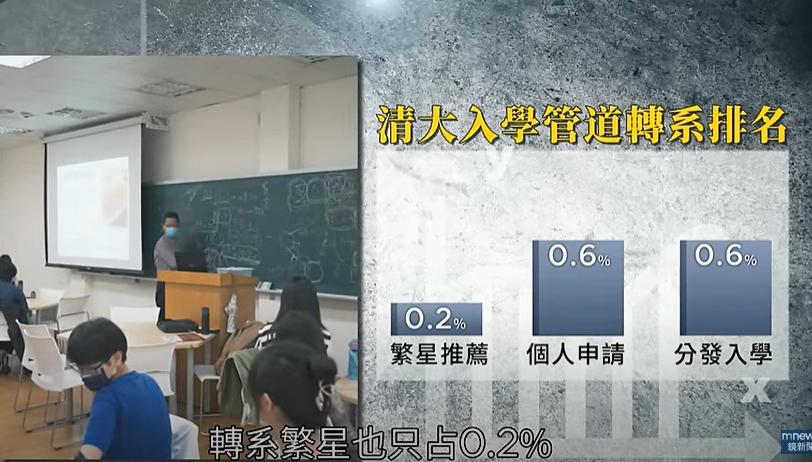 清大入學管道轉系排名
y
0.2%
0.6%
0.6%
繁星推薦
個人申請
分發入學
x
轉系繁星也只占0.2%
mnew
鏡新聞